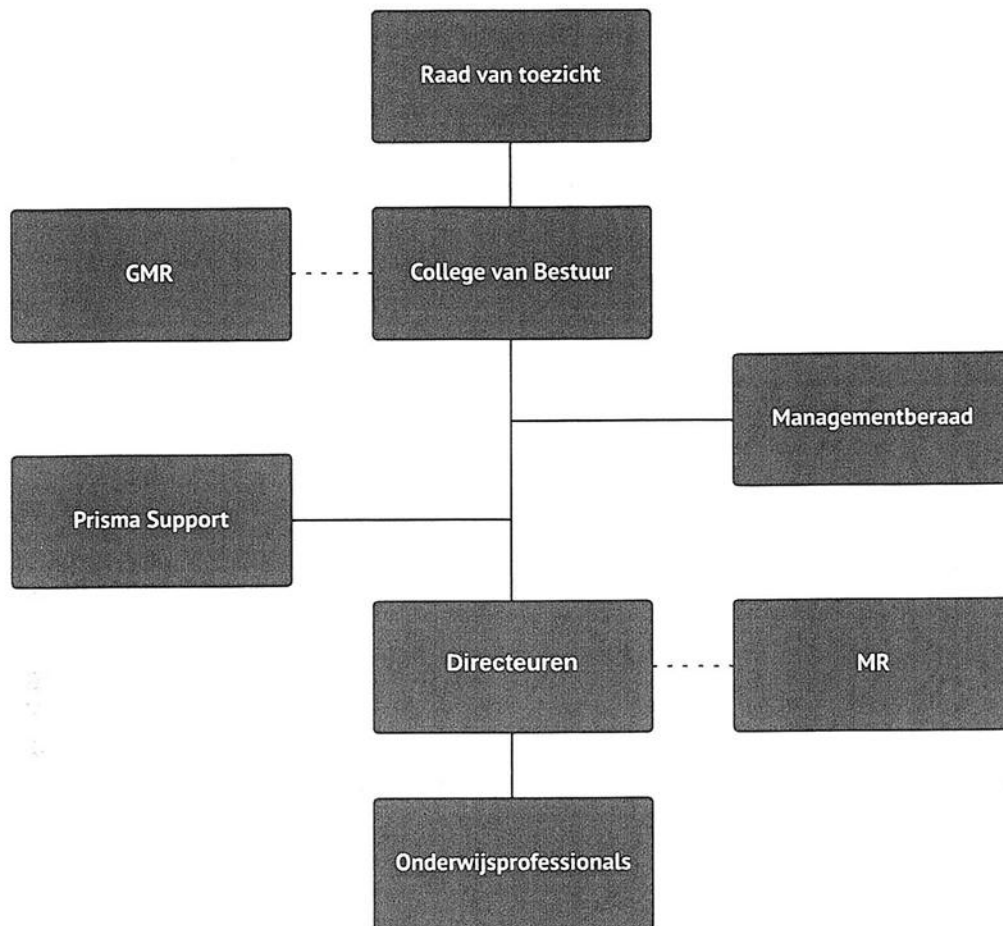 Raad van toezicht
GMR
College van Bestuur
Managementberaad
Prisma Support
Directeuren
MR
Onderwijsprofessionals